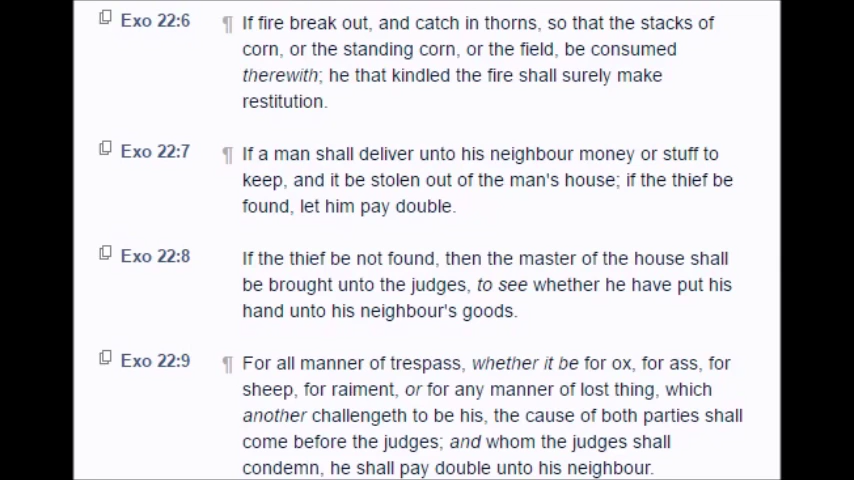 Exo 22:6 ¶ If fire break out, and catch in thorns, so that the stacks of
corn, or the standing corn, or the field, be consumed
therewith; he that kindled the fire shall surely make
restitution.
Exo 22:7 ¶ If a man shall deliver unto his neighbour money or stuff to
keep, and it be stolen out of the man's house; if the thief be
found, let him pay double.
Exo 22:8 If the thief be not found, then the master of the house shall
be brought unto the judges, to see whether he have put his
hand unto his neighbour's goods.
Exo 22:9 ¶ For all manner of trespass, whether it be for ox, for ass, for
sheep, for raiment, or for any manner of lost thing, which
another challengeth to be his, the cause of both parties shall
come before the judges; and whom the judges shall
condemn, he shall pay double unto his neighbour.